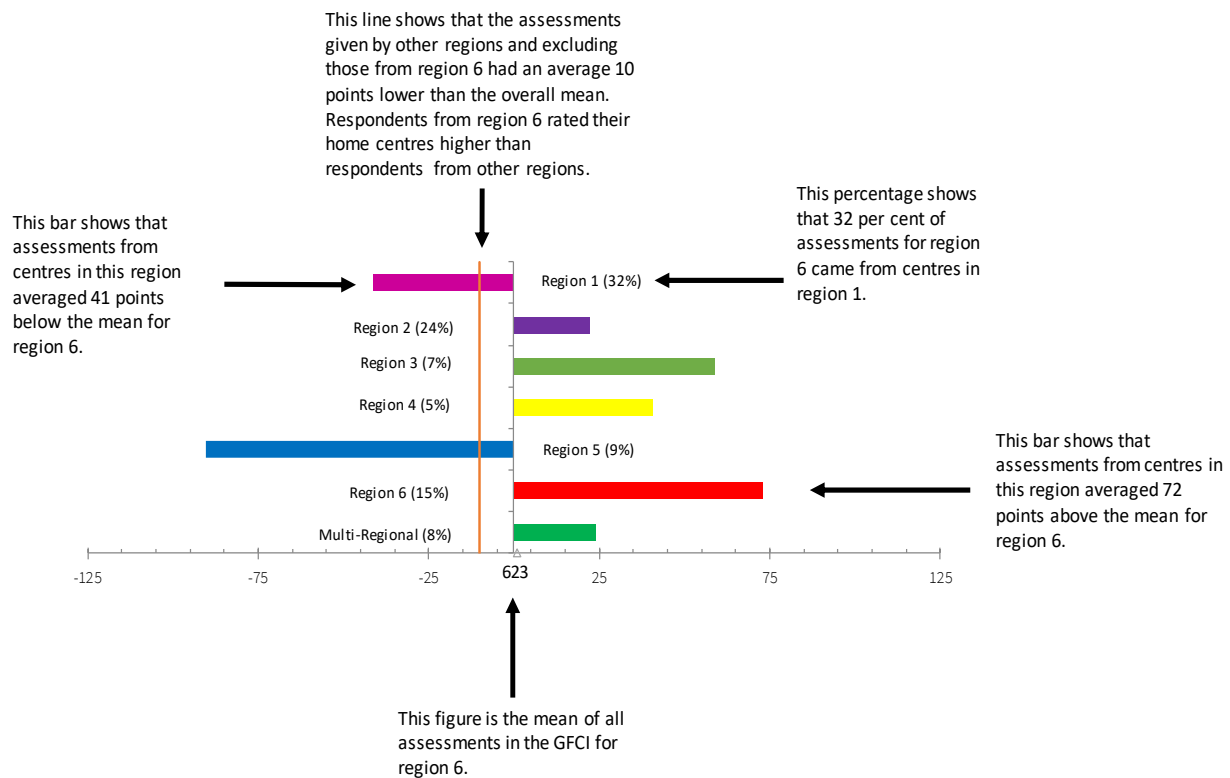 This line shows that the assessments
given by other regions and excluding
those from region 6 had an average 10
points lower than the overall mean.
Respondents from region 6 rated their
home centres higher than
respondents from other regions.
This percentage shows
that 32 per cent of
assessments for region
6 came from centres in
region 1.
This bar shows that
assessments from
centres in this region
averaged 41 points
below the mean for
region 6.
Region 1 (32%)
Region 2 (24%)
Region 3 (7%)
Region 4 (5%)
Region 5 (9%)
Region 6 (15%)
Multi-Regional (8%)
This bar shows that
assessments from centres in
this region averaged 72
points above the mean for
region 6.
-125 -75 -25 623 25 75 125
This figure is the mean of all
assessments in the GFCI for
region 6.